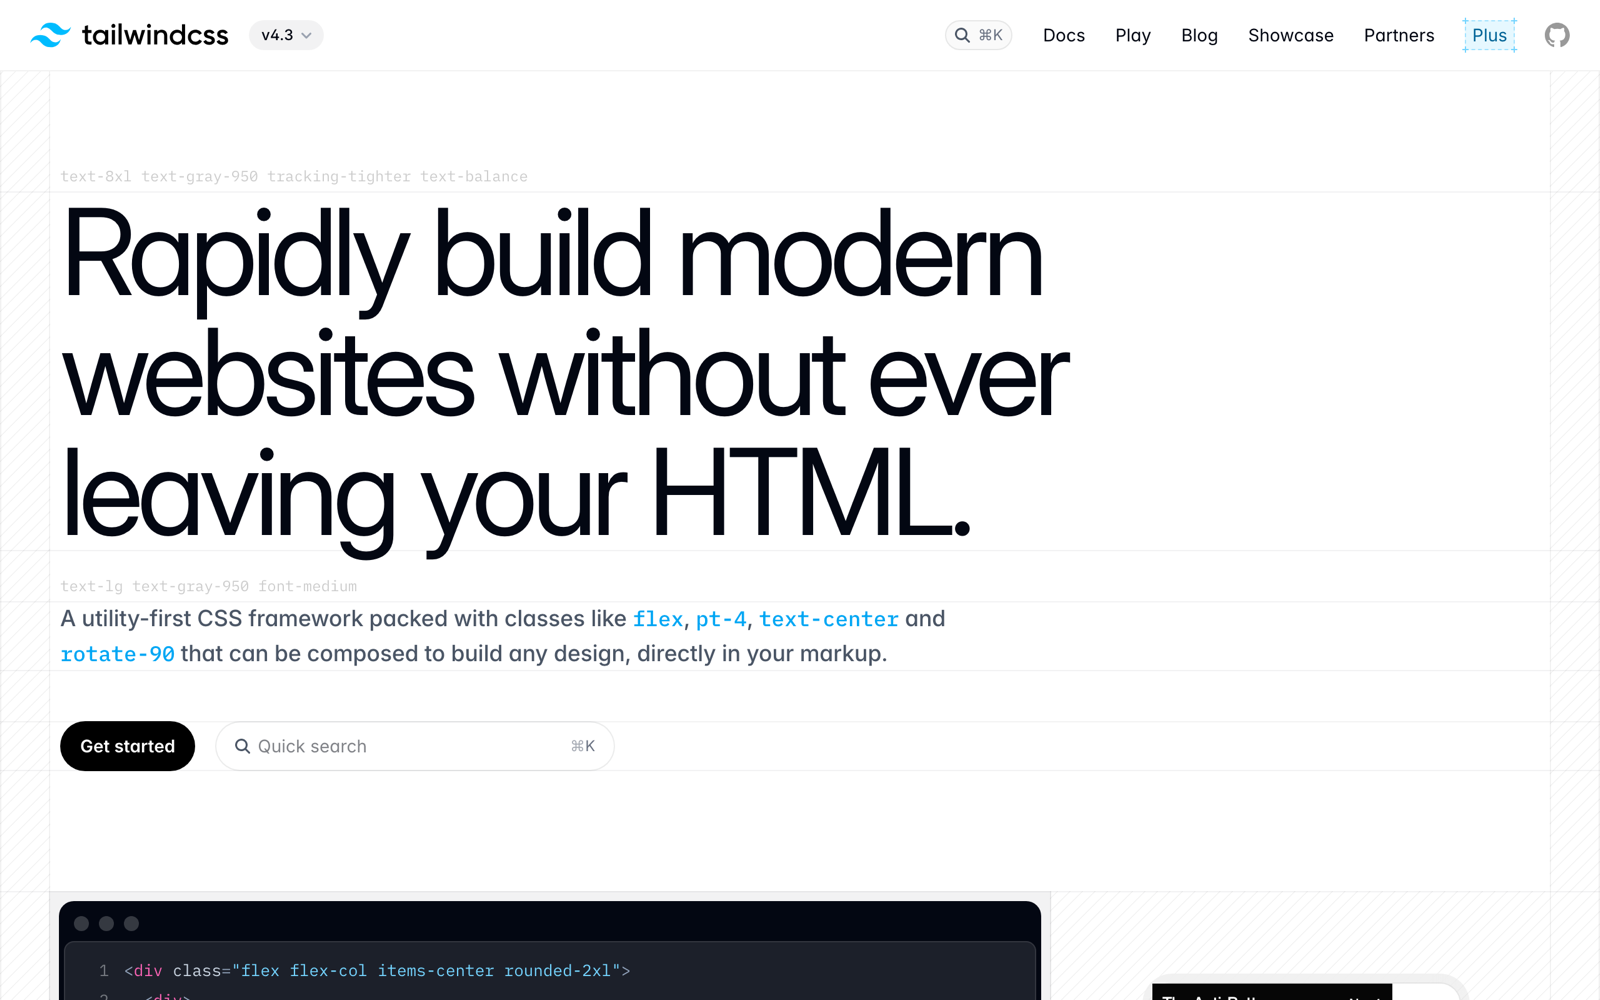 tailwindcss v4.3 ⌘K Docs Play Blog Showcase Partners Plus
text-8xl text-gray-950 tracking-tighter text-balance
Rapidly build modern
websites without ever
leaving your HTML.
text-lg text-gray-950 font-medium
A utility-first CSS framework packed with classes like flex, pt-4, text-center and
rotate-90 that can be composed to build any design, directly in your markup.
Get started Quick search ⌘K
1 <div class="flex flex-col items-center rounded-2xl">
2 <div>